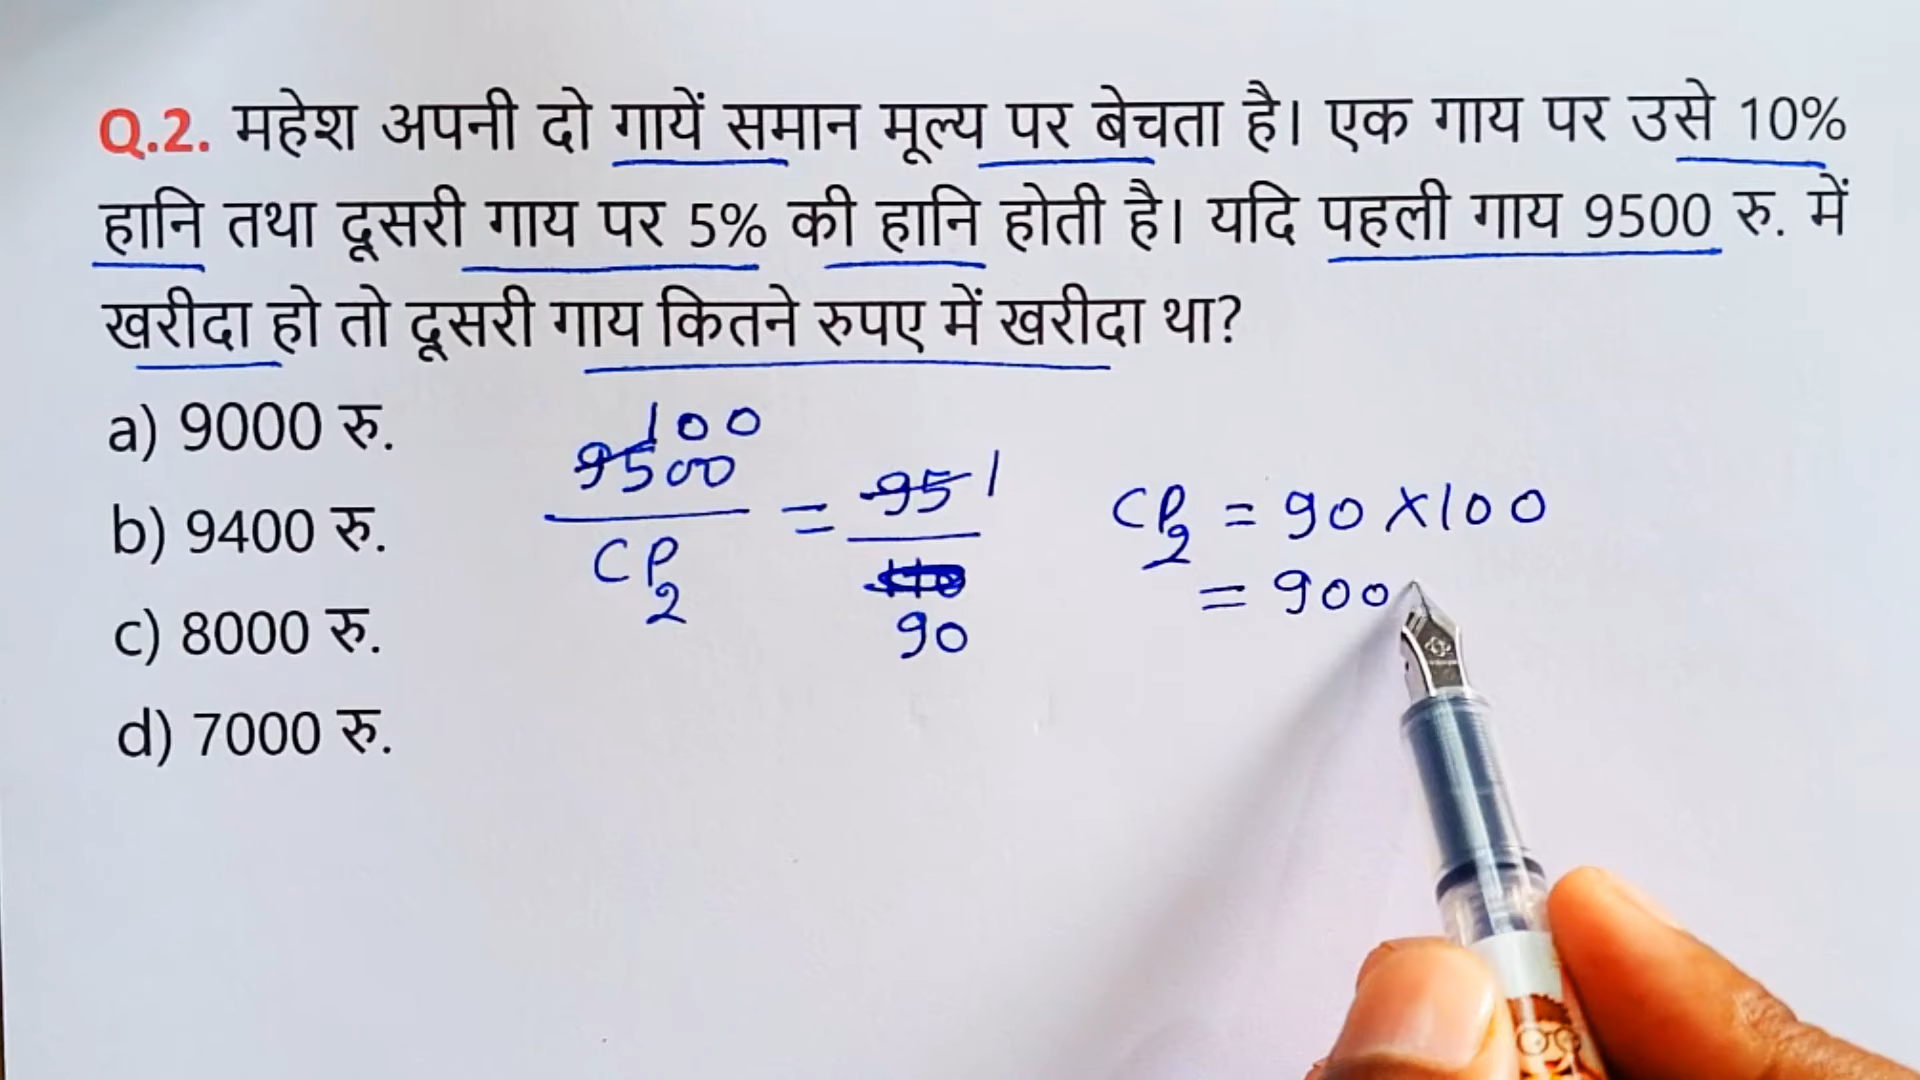 Q.2. महेश अपनी दो गायें समान मूल्य पर बेचता है। एक गाय पर उसे 10%
हानि तथा दूसरी गाय पर 5% की हानि होती है। यदि पहली गाय 9500 रु. में
खरीदा हो तो दूसरी गाय कितने रुपए में खरीदा था?
a) 9000 रु.
b) 9400 रु.
c) 8000 रु.
d) 7000 रु.
100
9500
CP2
=
95 1
90
CP2 = 90 × 100
= 900